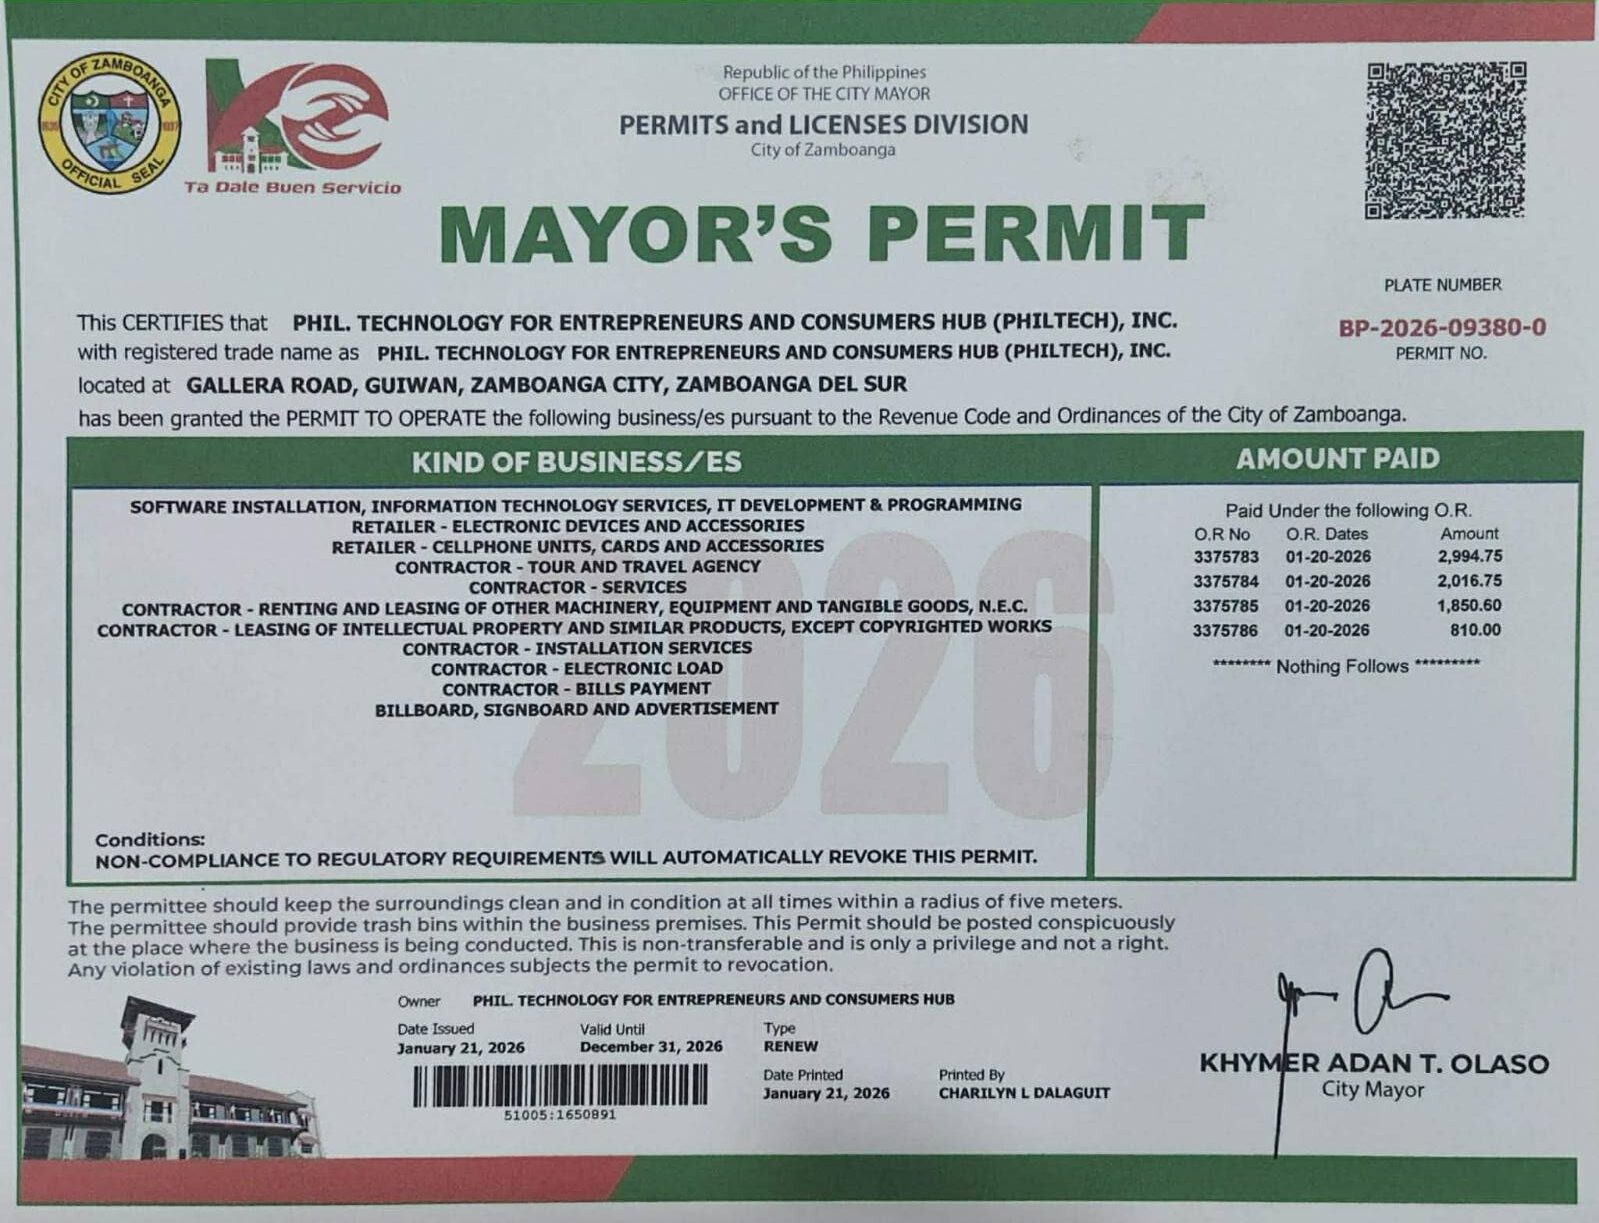 CITY OF ZAMBOANGA
OFFICIAL SEAL
Ta Dale Buen Servicio
Republic of the Philippines
OFFICE OF THE CITY MAYOR
PERMITS and LICENSES DIVISION
City of Zamboanga
MAYOR'S PERMIT
PLATE NUMBER
BP-2026-09380-0
PERMIT NO.
This CERTIFIES that PHIL. TECHNOLOGY FOR ENTREPRENEURS AND CONSUMERS HUB (PHILTECH), INC.
with registered trade name as PHIL. TECHNOLOGY FOR ENTREPRENEURS AND CONSUMERS HUB (PHILTECH), INC.
located at GALLERA ROAD, GUIWAN, ZAMBOANGA CITY, ZAMBOANGA DEL SUR
has been granted the PERMIT TO OPERATE the following business/es pursuant to the Revenue Code and Ordinances of the City of Zamboanga.
KIND OF BUSINESS/ES
SOFTWARE INSTALLATION, INFORMATION TECHNOLOGY SERVICES, IT DEVELOPMENT & PROGRAMMING
RETAILER - ELECTRONIC DEVICES AND ACCESSORIES
RETAILER - CELLPHONE UNITS, CARDS AND ACCESSORIES
CONTRACTOR - TOUR AND TRAVEL AGENCY
CONTRACTOR - SERVICES
CONTRACTOR - RENTING AND LEASING OF OTHER MACHINERY, EQUIPMENT AND TANGIBLE GOODS, N.E.C.
CONTRACTOR - LEASING OF INTELLECTUAL PROPERTY AND SIMILAR PRODUCTS, EXCEPT COPYRIGHTED WORKS
CONTRACTOR - INSTALLATION SERVICES
CONTRACTOR - ELECTRONIC LOAD
CONTRACTOR - BILLS PAYMENT
BILLBOARD, SIGNBOARD AND ADVERTISEMENT
2026
Conditions:
NON-COMPLIANCE TO REGULATORY REQUIREMENTS WILL AUTOMATICALLY REVOKE THIS PERMIT.
AMOUNT PAID
Paid Under the following O.R.
O.R No O.R. Dates Amount
3375783 01-20-2026 2,994.75
3375784 01-20-2026 2,016.75
3375785 01-20-2026 1,850.60
3375786 01-20-2026 810.00
******** Nothing Follows *********
The permittee should keep the surroundings clean and in condition at all times within a radius of five meters.
The permittee should provide trash bins within the business premises. This Permit should be posted conspicuously
at the place where the business is being conducted. This is non-transferable and is only a privilege and not a right.
Any violation of existing laws and ordinances subjects the permit to revocation.
Owner PHIL. TECHNOLOGY FOR ENTREPRENEURS AND CONSUMERS HUB
Date Issued Valid Until Type
January 21, 2026 December 31, 2026 RENEW
Date Printed Printed By
January 21, 2026 CHARILYN L DALAGUIT
51005:1650891
KHYMER ADAN T. OLASO
City Mayor